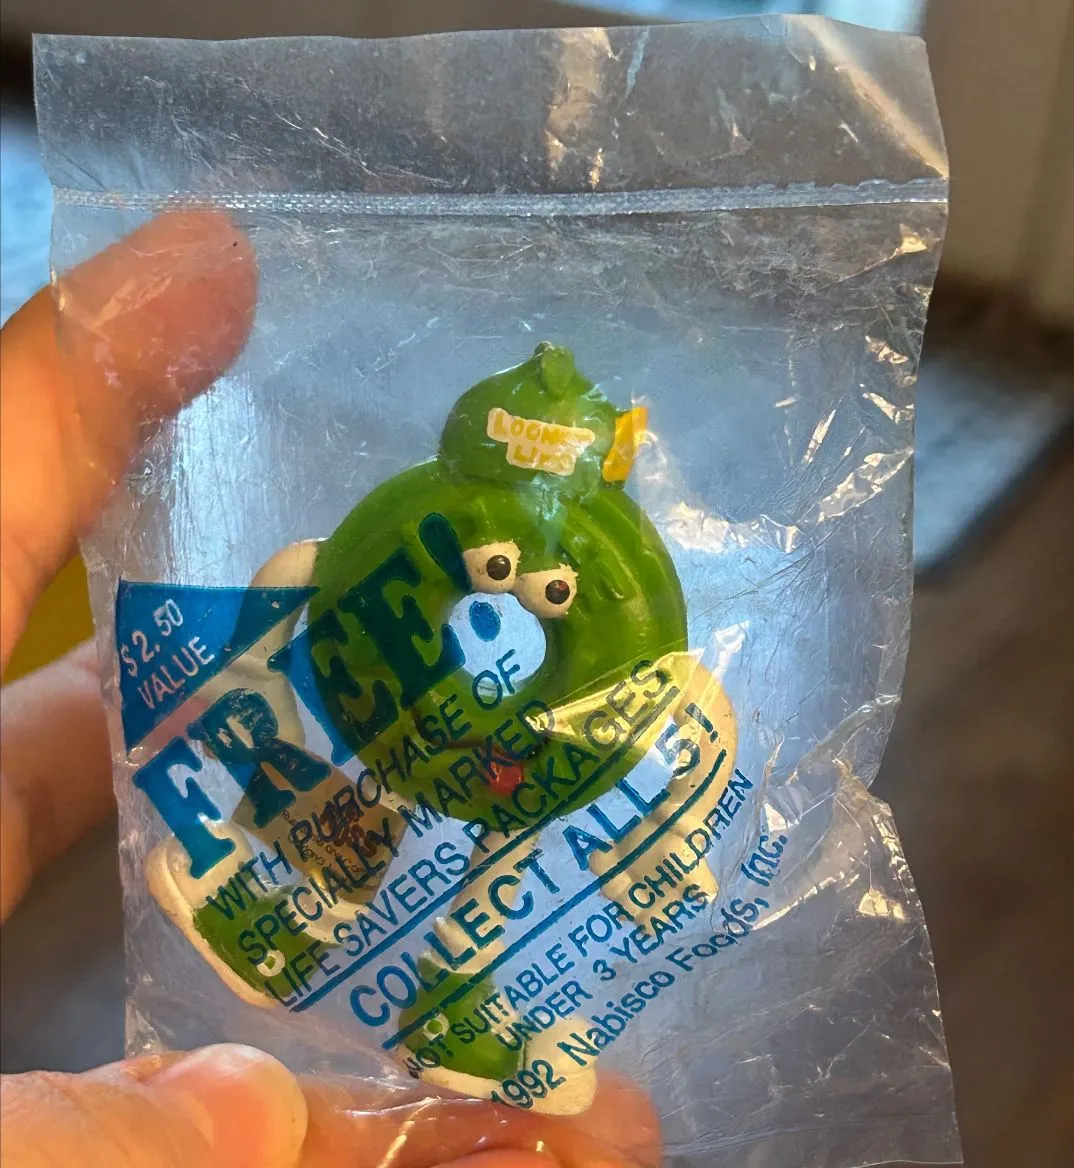 LOONEY
LIME
$2.50
VALUE
FREE!
WITH PURCHASE OF
SPECIALLY MARKED
LIFE SAVERS PACKAGES
COLLECT ALL 5!
NOT SUITABLE FOR CHILDREN
UNDER 3 YEARS
1992 Nabisco Foods, Inc.